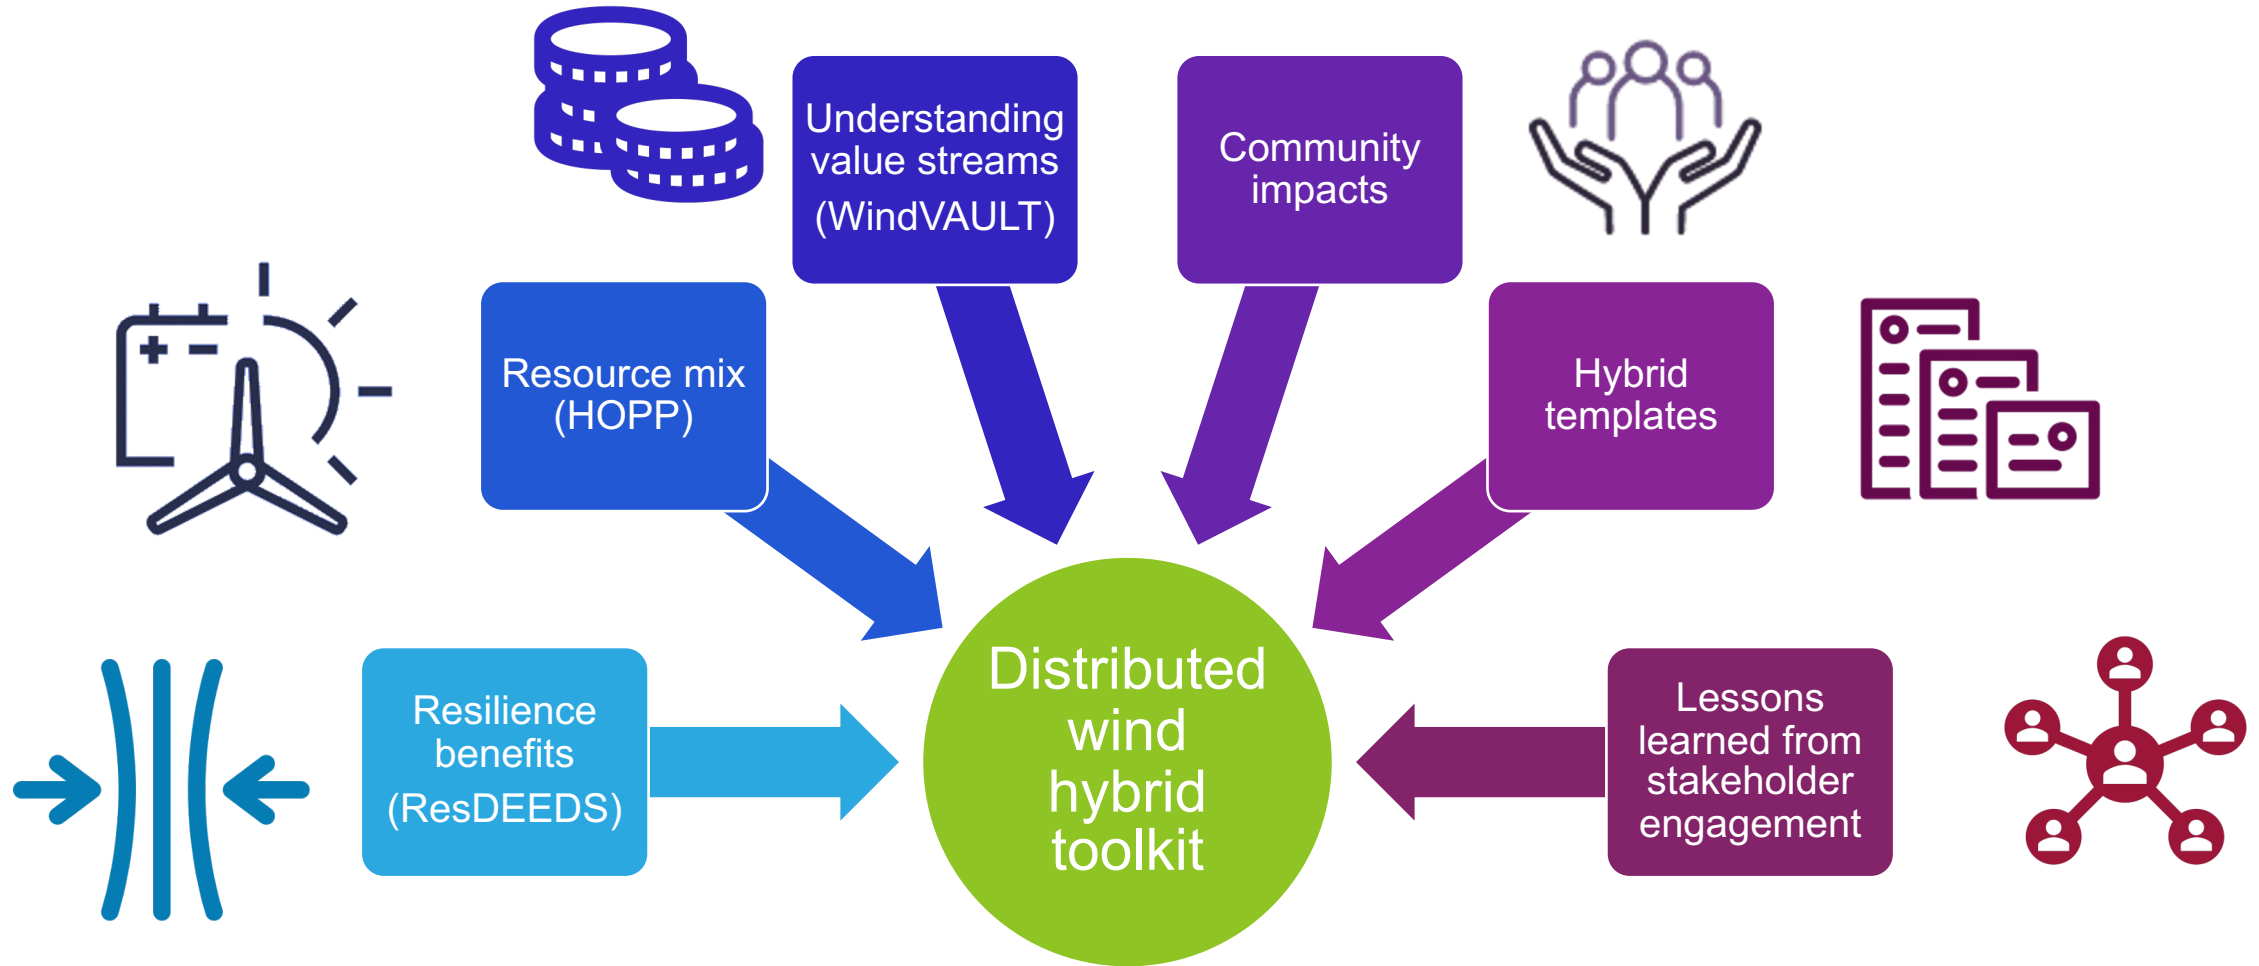 Understanding
value streams
(WindVAULT)
Community
impacts
Resource mix
(HOPP)
Hybrid
templates
Resilience
benefits
(ResDEEDS)
Distributed
wind
hybrid
toolkit
Lessons
learned from
stakeholder
engagement